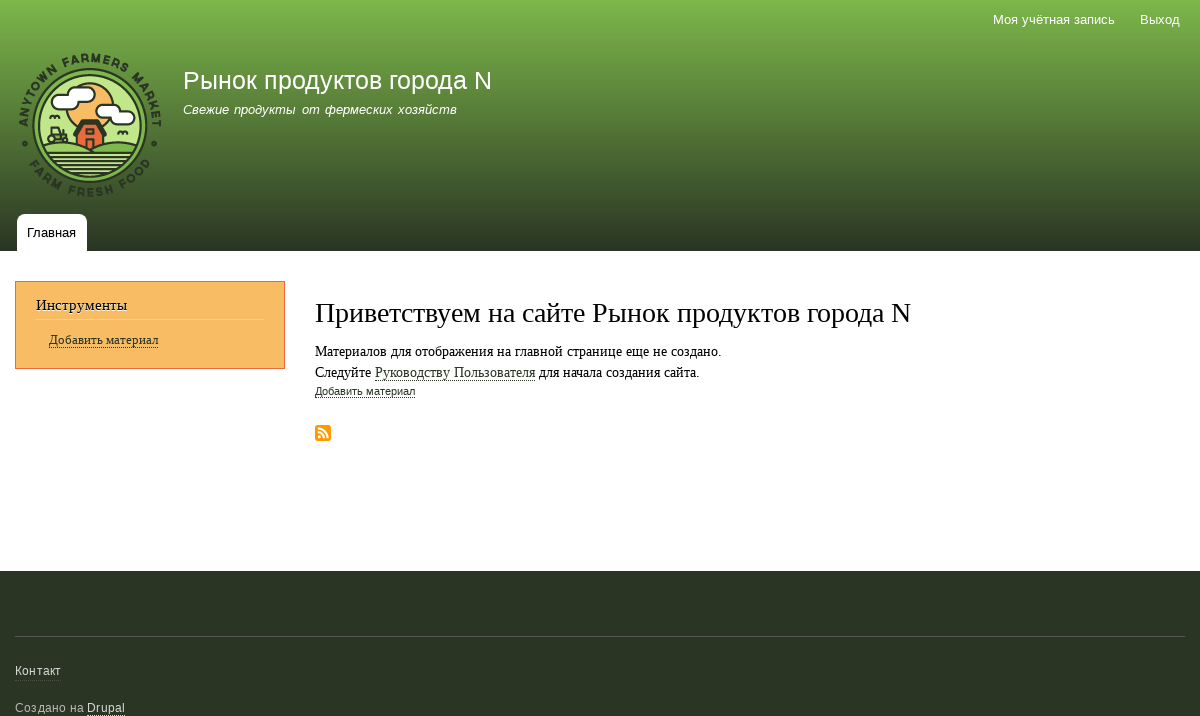 Моя учётная запись
Выход
ANYTOWN FARMERS MARKET
FARM FRESH FOOD
Рынок продуктов города N
Свежие продукты от фермеских хозяйств
Главная
Инструменты
Добавить материал
Приветствуем на сайте Рынок продуктов города N
Материалов для отображения на главной странице еще не создано.
Следуйте Руководству Пользователя для начала создания сайта.
Добавить материал
Контакт
Создано на Drupal